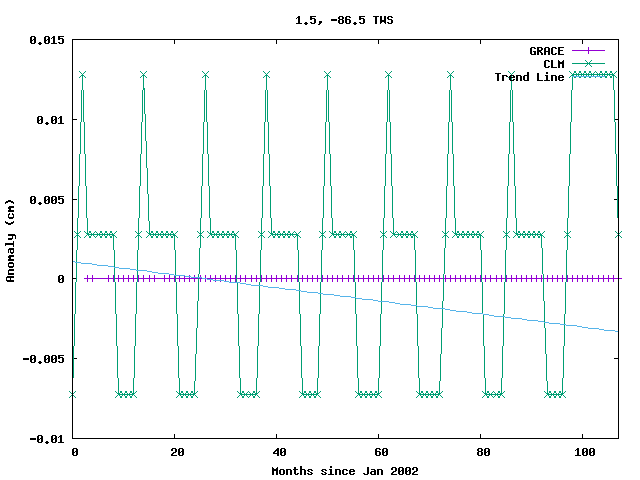 1.5, -86.5 TWS
GRACE
CLM
Trend Line
0.015
0.01
0.005
0
-0.005
-0.01
Anomaly (cm)
0 20 40 60 80 100
Months since Jan 2002